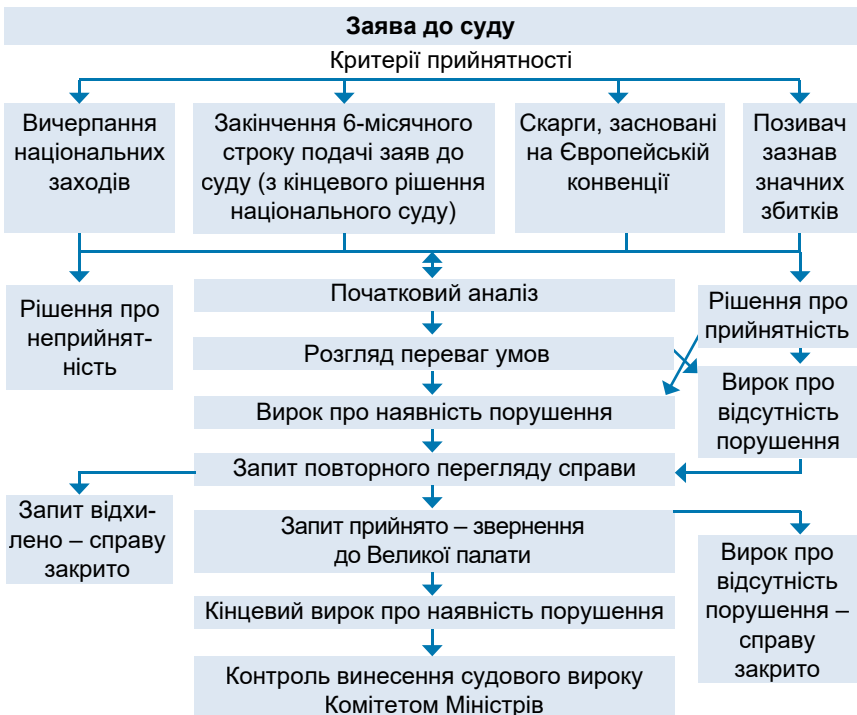 Заява до суду
Критерії прийнятності
Вичерпання
національних
заходів
Закінчення 6-місячного
строку подачі заяв до
суду (з кінцевого рішення
національного суду)
Скарги, засновані
на Європейській
конвенції
Позивач
зазнав
значних
збитків
Рішення про
неприйнят-
ність
Початковий аналіз
Рішення про
прийнятність
Розгляд переваг умов
Вирок про наявність порушення
Вирок про
відсутність
порушення
Запит повторного перегляду справи
Запит відхи-
лено – справу
закрито
Запит прийнято – звернення
до Великої палати
Вирок про
відсутність
порушення –
справу
закрито
Кінцевий вирок про наявність порушення
Контроль винесення судового вироку
Комітетом Міністрів